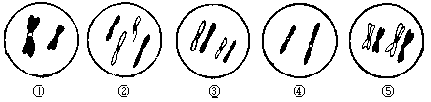 ① ② ③ ④ ⑤